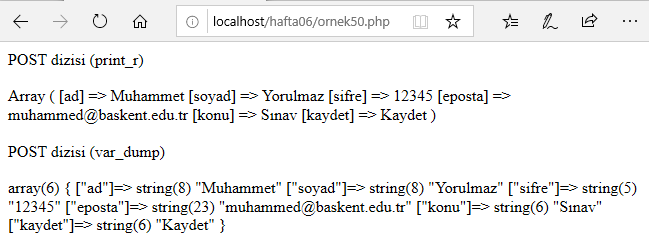 localhost/hafta06/ornek50.php
POST dizisi (print_r)
Array ( [ad] => Muhammet [soyad] => Yorulmaz [sifre] => 12345 [eposta] =>
muhammed@baskent.edu.tr [konu] => Sınav [kaydet] => Kaydet )
POST dizisi (var_dump)
array(6) { ["ad"]=> string(8) "Muhammet" ["soyad"]=> string(8) "Yorulmaz" ["sifre"]=> string(5)
"12345" ["eposta"]=> string(23) "muhammed@baskent.edu.tr" ["konu"]=> string(6) "Sınav"
["kaydet"]=> string(6) "Kaydet" }